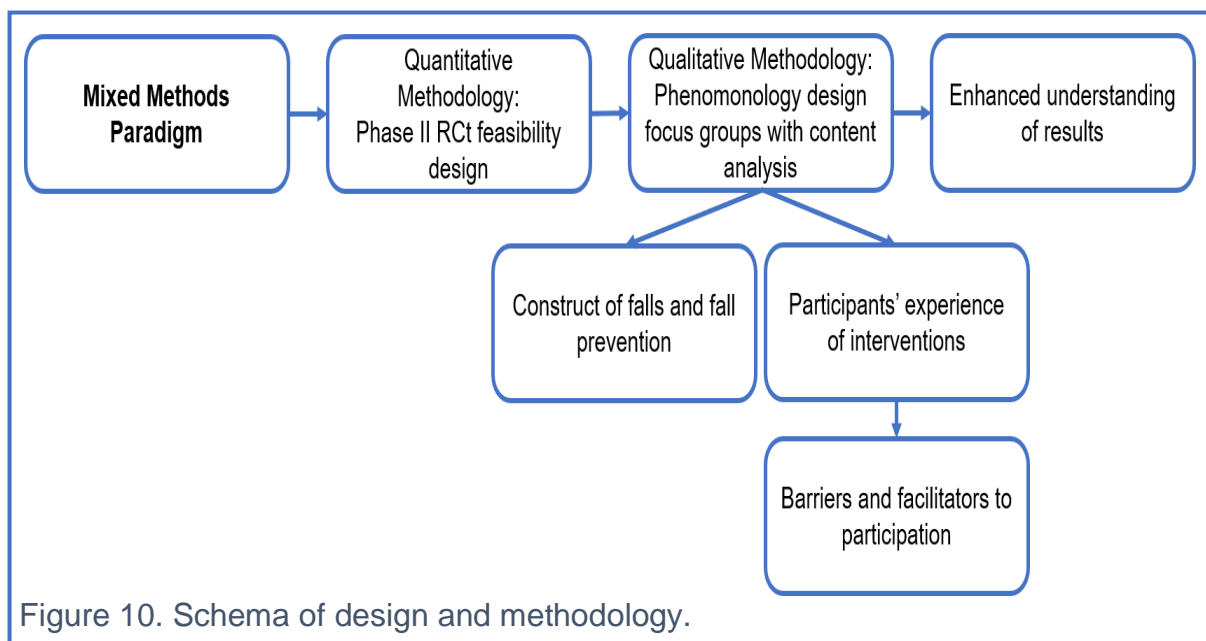 Mixed Methods
Paradigm
Quantitative
Methodology:
Phase II RCt feasibility
design
Qualitative Methodology:
Phenomonology design
focus groups with content
analysis
Enhanced understanding
of results
Construct of falls and fall
prevention
Participants’ experience
of interventions
Barriers and facilitators to
participation
Figure 10. Schema of design and methodology.